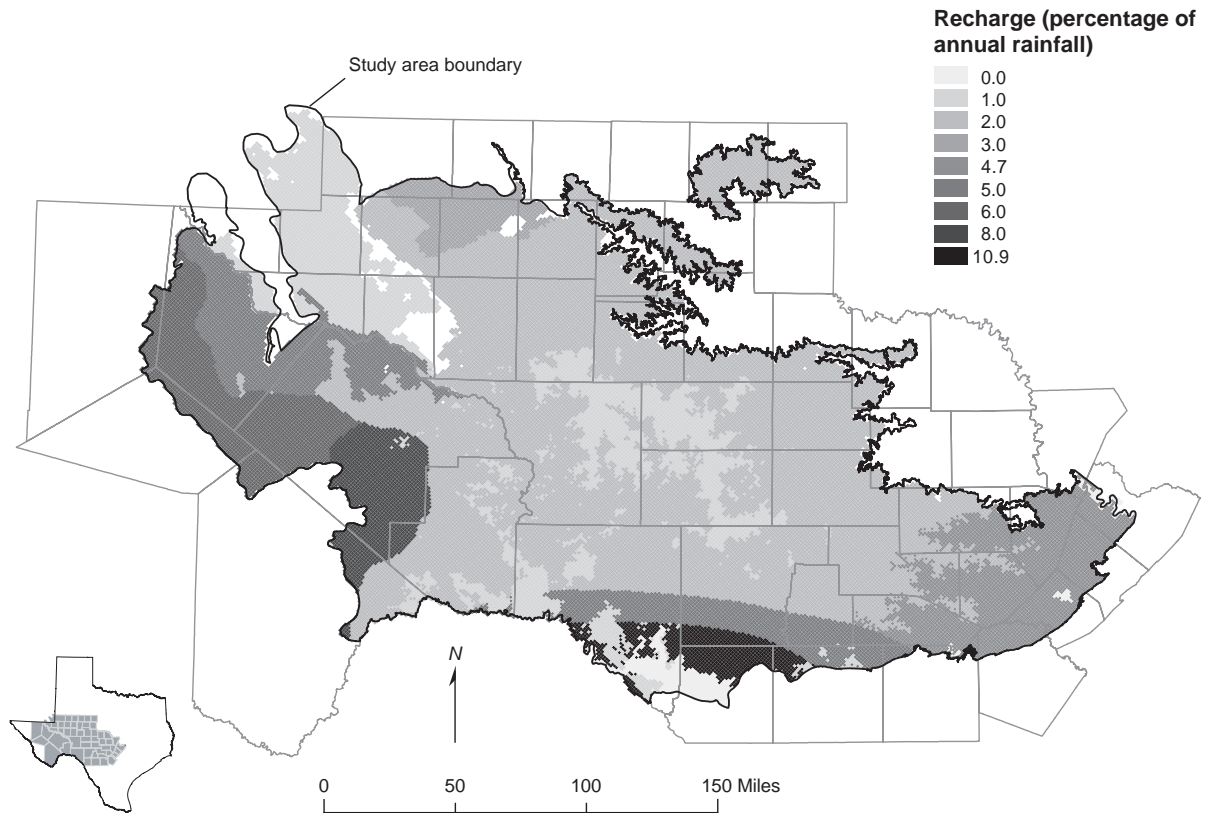 Recharge (percentage of
annual rainfall)
0.0
1.0
2.0
3.0
4.7
5.0
6.0
8.0
10.9
Study area boundary
N
0 50 100 150 Miles